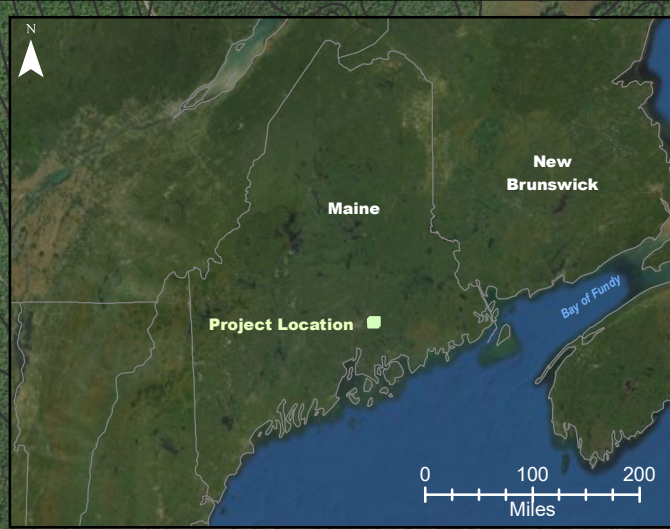 N
New
Brunswick
Maine
Bay of Fundy
Project Location
0 100 200
Miles